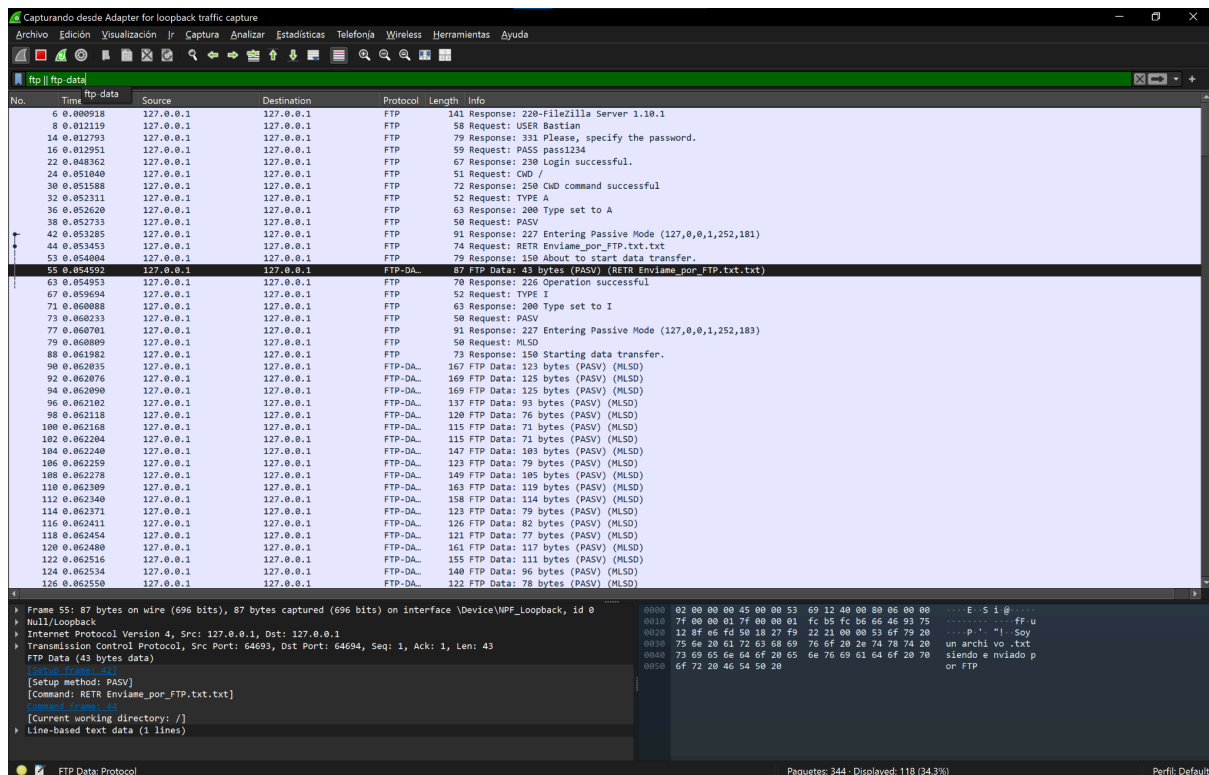 Capturando desde Adapter for loopback traffic capture
Archivo Edición Visualización Ir Captura Analizar Estadísticas Telefonía Wireless Herramientas Ayuda
ftp || ftp-data
ftp-data
No. Time Source Destination Protocol Length Info
6 0.000918 127.0.0.1 127.0.0.1 FTP 141 Response: 220-FileZilla Server 1.10.1
8 0.012119 127.0.0.1 127.0.0.1 FTP 58 Request: USER Bastian
14 0.012793 127.0.0.1 127.0.0.1 FTP 79 Response: 331 Please, specify the password.
16 0.012951 127.0.0.1 127.0.0.1 FTP 59 Request: PASS pass1234
22 0.048362 127.0.0.1 127.0.0.1 FTP 67 Response: 230 Login successful.
24 0.051040 127.0.0.1 127.0.0.1 FTP 51 Request: CWD /
30 0.051588 127.0.0.1 127.0.0.1 FTP 72 Response: 250 CWD command successful
32 0.052311 127.0.0.1 127.0.0.1 FTP 52 Request: TYPE A
36 0.052620 127.0.0.1 127.0.0.1 FTP 63 Response: 200 Type set to A
38 0.052733 127.0.0.1 127.0.0.1 FTP 50 Request: PASV
42 0.053285 127.0.0.1 127.0.0.1 FTP 91 Response: 227 Entering Passive Mode (127,0,0,1,252,181)
44 0.053453 127.0.0.1 127.0.0.1 FTP 74 Request: RETR Enviame_por_FTP.txt.txt
53 0.054004 127.0.0.1 127.0.0.1 FTP 79 Response: 150 About to start data transfer.
55 0.054592 127.0.0.1 127.0.0.1 FTP-DA… 87 FTP Data: 43 bytes (PASV) (RETR Enviame_por_FTP.txt.txt)
63 0.054953 127.0.0.1 127.0.0.1 FTP 70 Response: 226 Operation successful
67 0.059694 127.0.0.1 127.0.0.1 FTP 52 Request: TYPE I
71 0.060088 127.0.0.1 127.0.0.1 FTP 63 Response: 200 Type set to I
73 0.060233 127.0.0.1 127.0.0.1 FTP 50 Request: PASV
77 0.060701 127.0.0.1 127.0.0.1 FTP 91 Response: 227 Entering Passive Mode (127,0,0,1,252,183)
79 0.060809 127.0.0.1 127.0.0.1 FTP 50 Request: MLSD
88 0.061982 127.0.0.1 127.0.0.1 FTP 73 Response: 150 Starting data transfer.
90 0.062035 127.0.0.1 127.0.0.1 FTP-DA… 167 FTP Data: 123 bytes (PASV) (MLSD)
92 0.062076 127.0.0.1 127.0.0.1 FTP-DA… 169 FTP Data: 125 bytes (PASV) (MLSD)
94 0.062090 127.0.0.1 127.0.0.1 FTP-DA… 169 FTP Data: 125 bytes (PASV) (MLSD)
96 0.062102 127.0.0.1 127.0.0.1 FTP-DA… 137 FTP Data: 93 bytes (PASV) (MLSD)
98 0.062118 127.0.0.1 127.0.0.1 FTP-DA… 120 FTP Data: 76 bytes (PASV) (MLSD)
100 0.062168 127.0.0.1 127.0.0.1 FTP-DA… 115 FTP Data: 71 bytes (PASV) (MLSD)
102 0.062204 127.0.0.1 127.0.0.1 FTP-DA… 115 FTP Data: 71 bytes (PASV) (MLSD)
104 0.062240 127.0.0.1 127.0.0.1 FTP-DA… 147 FTP Data: 103 bytes (PASV) (MLSD)
106 0.062259 127.0.0.1 127.0.0.1 FTP-DA… 123 FTP Data: 79 bytes (PASV) (MLSD)
108 0.062278 127.0.0.1 127.0.0.1 FTP-DA… 149 FTP Data: 105 bytes (PASV) (MLSD)
110 0.062309 127.0.0.1 127.0.0.1 FTP-DA… 163 FTP Data: 119 bytes (PASV) (MLSD)
112 0.062340 127.0.0.1 127.0.0.1 FTP-DA… 158 FTP Data: 114 bytes (PASV) (MLSD)
114 0.062371 127.0.0.1 127.0.0.1 FTP-DA… 123 FTP Data: 79 bytes (PASV) (MLSD)
116 0.062411 127.0.0.1 127.0.0.1 FTP-DA… 126 FTP Data: 82 bytes (PASV) (MLSD)
118 0.062454 127.0.0.1 127.0.0.1 FTP-DA… 121 FTP Data: 77 bytes (PASV) (MLSD)
120 0.062480 127.0.0.1 127.0.0.1 FTP-DA… 161 FTP Data: 117 bytes (PASV) (MLSD)
122 0.062516 127.0.0.1 127.0.0.1 FTP-DA… 155 FTP Data: 111 bytes (PASV) (MLSD)
124 0.062534 127.0.0.1 127.0.0.1 FTP-DA… 140 FTP Data: 96 bytes (PASV) (MLSD)
126 0.062550 127.0.0.1 127.0.0.1 FTP-DA… 122 FTP Data: 78 bytes (PASV) (MLSD)
Frame 55: 87 bytes on wire (696 bits), 87 bytes captured (696 bits) on interface \Device\NPF_Loopback, id 0
Null/Loopback
Internet Protocol Version 4, Src: 127.0.0.1, Dst: 127.0.0.1
Transmission Control Protocol, Src Port: 64693, Dst Port: 64694, Seq: 1, Ack: 1, Len: 43
FTP Data (43 bytes data)
[Setup frame: 42]
[Setup method: PASV]
[Command: RETR Enviame_por_FTP.txt.txt]
Command frame: 44
[Current working directory: /]
Line-based text data (1 lines)
0000 02 00 00 00 45 00 00 53 69 12 40 00 80 06 00 00 ····E··S i·@·····
0010 7f 00 00 01 7f 00 00 01 fc b5 fc b6 66 46 93 75 ········ ····fF·u
0020 12 8f e6 fd 50 18 27 f9 22 21 00 00 53 6f 79 20 ····P·'· "!··Soy
0030 75 6e 20 61 72 63 68 69 76 6f 20 2e 74 78 74 20 un archi vo .txt
0040 73 69 65 6e 64 6f 20 65 6e 76 69 61 64 6f 20 70 siendo e nviado p
0050 6f 72 20 46 54 50 20 or FTP
FTP Data: Protocol
Paquetes: 344 · Displayed: 118 (34.3%)
Perfil: Default